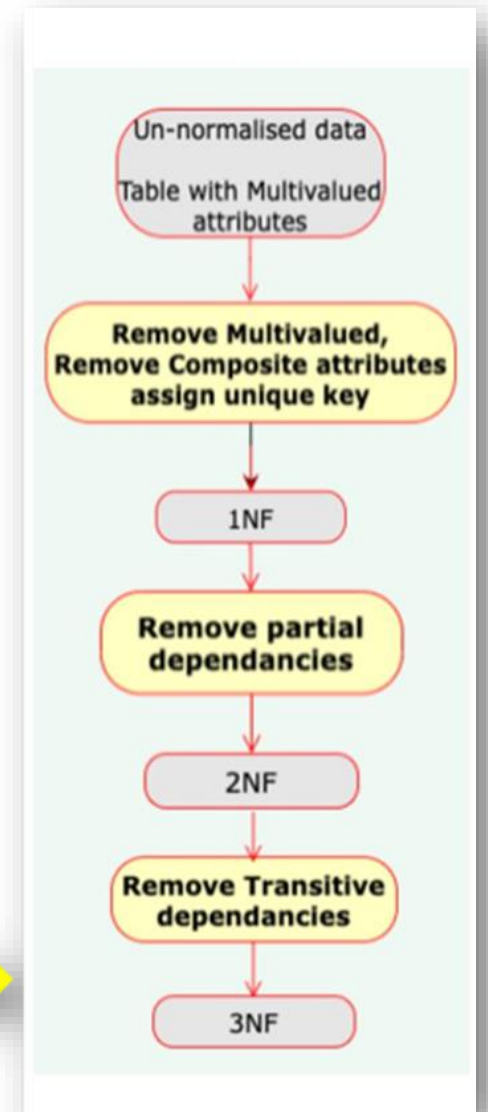 Un-normalised data
Table with Multivalued
attributes
Remove Multivalued,
Remove Composite attributes
assign unique key
1NF
Remove partial
dependancies
2NF
Remove Transitive
dependancies
3NF